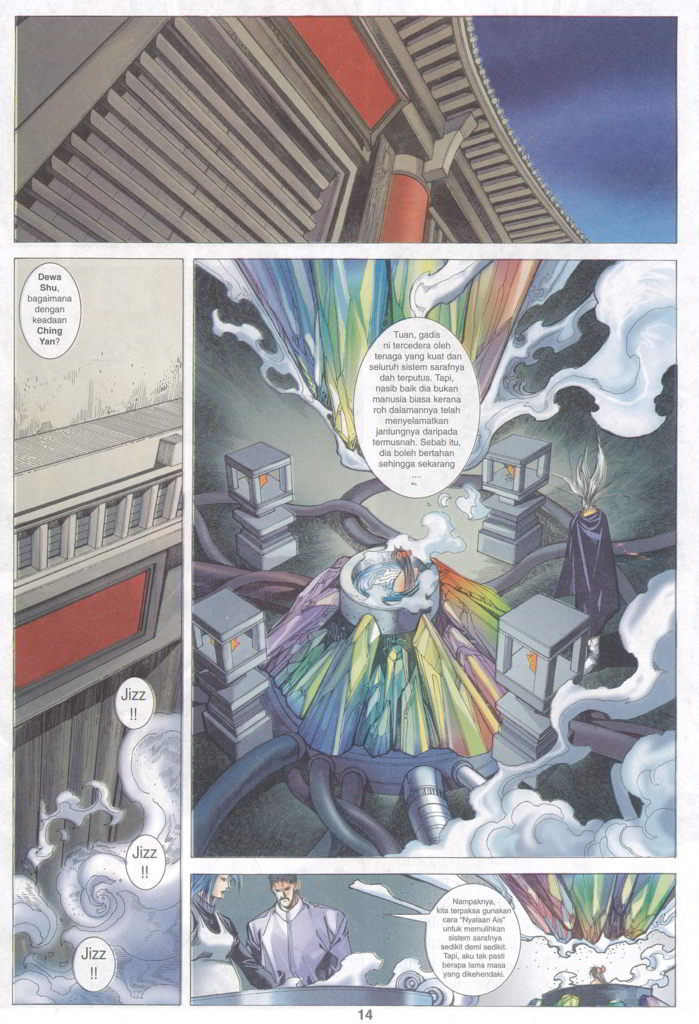 Dewa
Shu,
bagaimana
dengan
keadaan
Ching
Yan?
Tuan, gadis
ni tercedera oleh
tenaga yang kuat dan
seluruh sistem sarafnya
dah terputus. Tapi,
nasib baik dia bukan
manusia biasa kerana
roh dalamannya telah
menyelamatkan
jantungnya daripada
termusnah. Sebab itu,
dia boleh bertahan
sehingga sekarang
....
Jizz
!!
Jizz
!!
Jizz
!!
Nampaknya,
kita terpaksa gunakan
cara "Nyalaan Ais"
untuk memulihkan
sistem sarafnya
sedikit demi sedikit.
Tapi, aku tak pasti
berapa lama masa
yang dikehendaki.
14